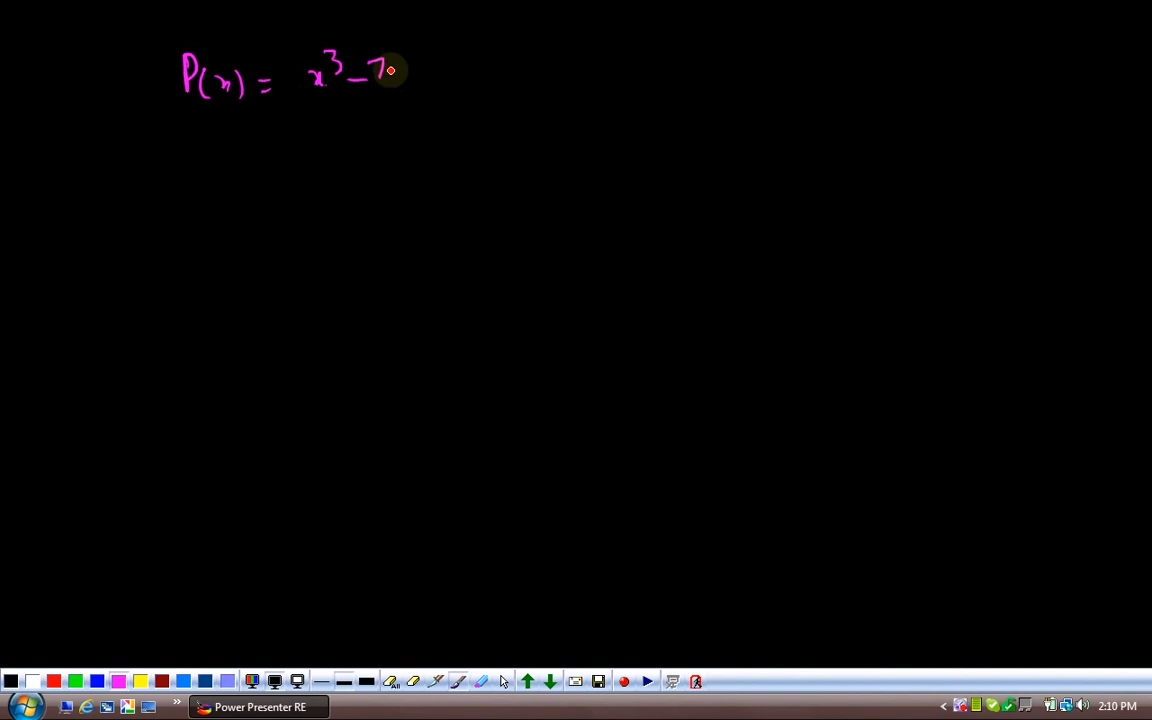 P(x) = x³ - 7
Power Presenter RE
2:10 PM